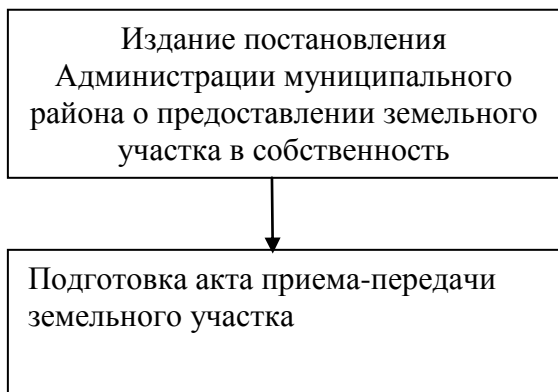 Издание постановления
Администрации муниципального
района о предоставлении земельного
участка в собственность
Подготовка акта приема-передачи
земельного участка